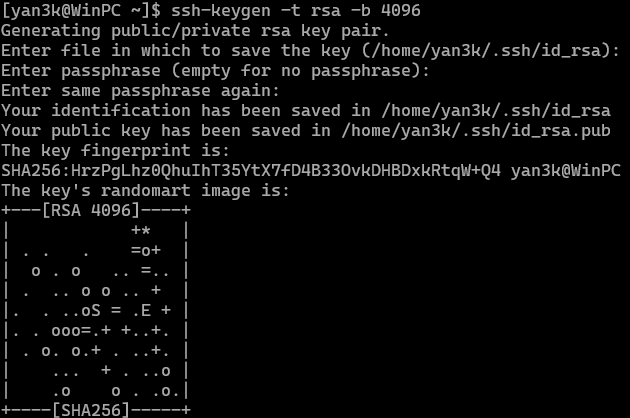 [yan3k@WinPC ~]$ ssh-keygen -t rsa -b 4096
Generating public/private rsa key pair.
Enter file in which to save the key (/home/yan3k/.ssh/id_rsa):
Enter passphrase (empty for no passphrase):
Enter same passphrase again:
Your identification has been saved in /home/yan3k/.ssh/id_rsa
Your public key has been saved in /home/yan3k/.ssh/id_rsa.pub
The key fingerprint is:
SHA256:HrzPgLhz0QhuIhT35YtX7fD4B33OvkDHBDxkRtqW+Q4 yan3k@WinPC
The key's randomart image is:
+---[RSA 4096]----+
|            +*   |
| . .   .    =o+  |
|  o . o   .. =.. |
| .  .. o o .. +  |
|.  . ..oS = .E + |
|. . ooo=.+ +..+. |
| . o. o.+ . ..+. |
|    ...  + . ..o |
|    .o    o . .o.|
+----[SHA256]-----+